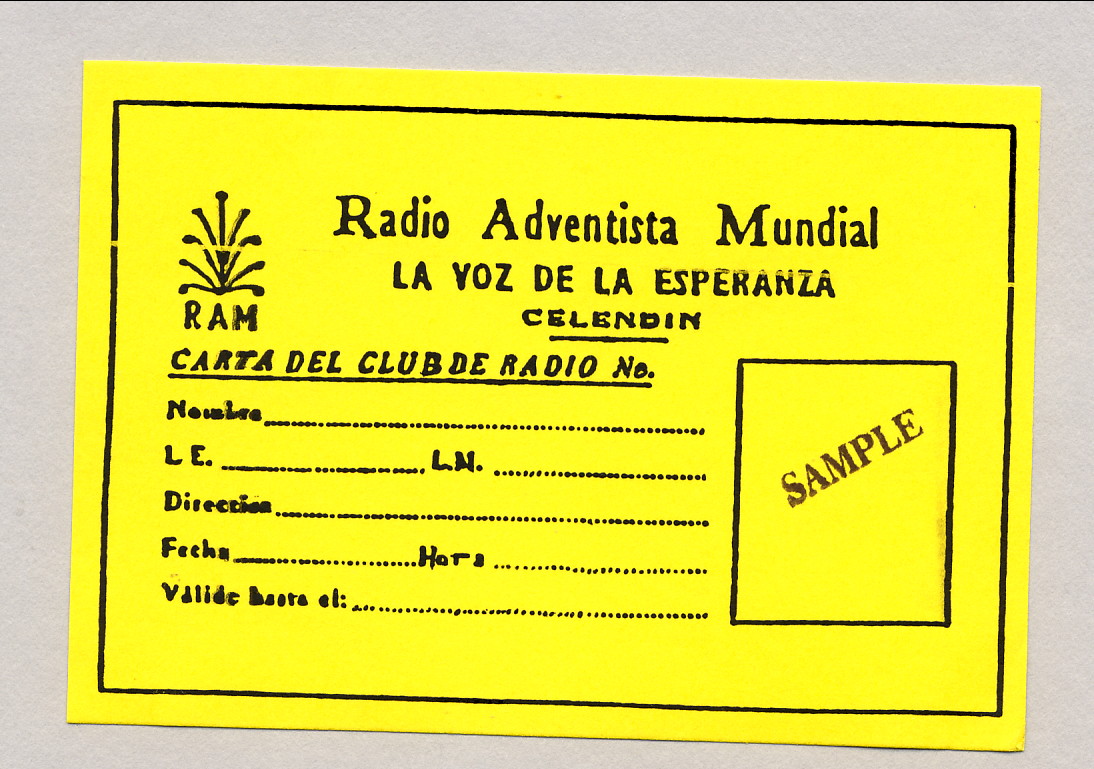 Radio Adventista Mundial
LA VOZ DE LA ESPERANZA
CELENDIN
RAM
CARTA DEL CLUB DE RADIO No.
Nombre
L E. L.N.
Direccion
Fecha Hora
Válido hasta el:
SAMPLE